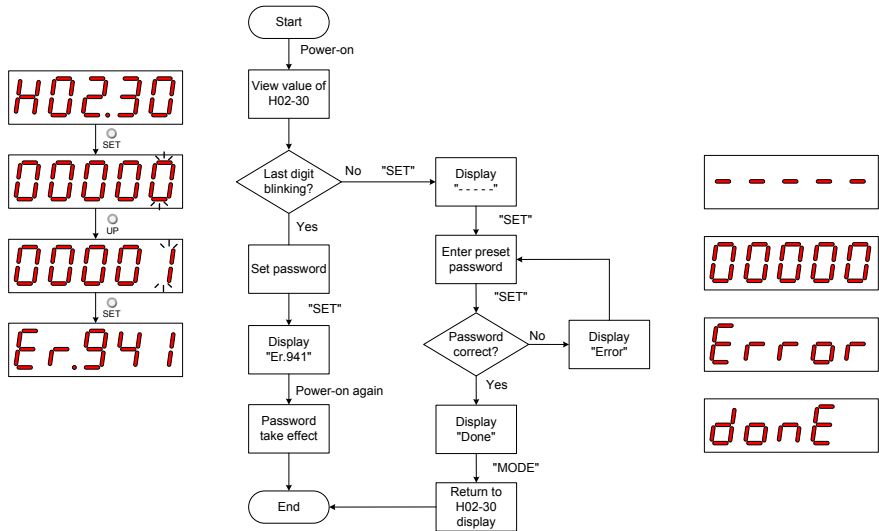 H02.30
SET
00000
UP
00001
SET
Er.941
Start
Power-on
View value of
H02-30
Last digit
blinking?
No
"SET"
Yes
Set password
"SET"
Display
"Er.941"
Power-on again
Password
take effect
End
Display
"-----"
"SET"
Enter preset
password
"SET"
Password
correct?
No
Display
"Error"
Yes
Display
"Done"
"MODE"
Return to
H02-30
display
-----
00000
Error
donE